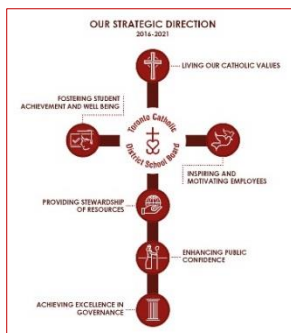 OUR STRATEGIC DIRECTION
2016-2021
LIVING OUR CATHOLIC VALUES
FOSTERING STUDENT
ACHIEVEMENT AND WELL BEING
Toronto Catholic
District School Board
INSPIRING AND
MOTIVATING EMPLOYEES
PROVIDING STEWARDSHIP
OF RESOURCES
ENHANCING PUBLIC
CONFIDENCE
ACHIEVING EXCELLENCE IN
GOVERNANCE